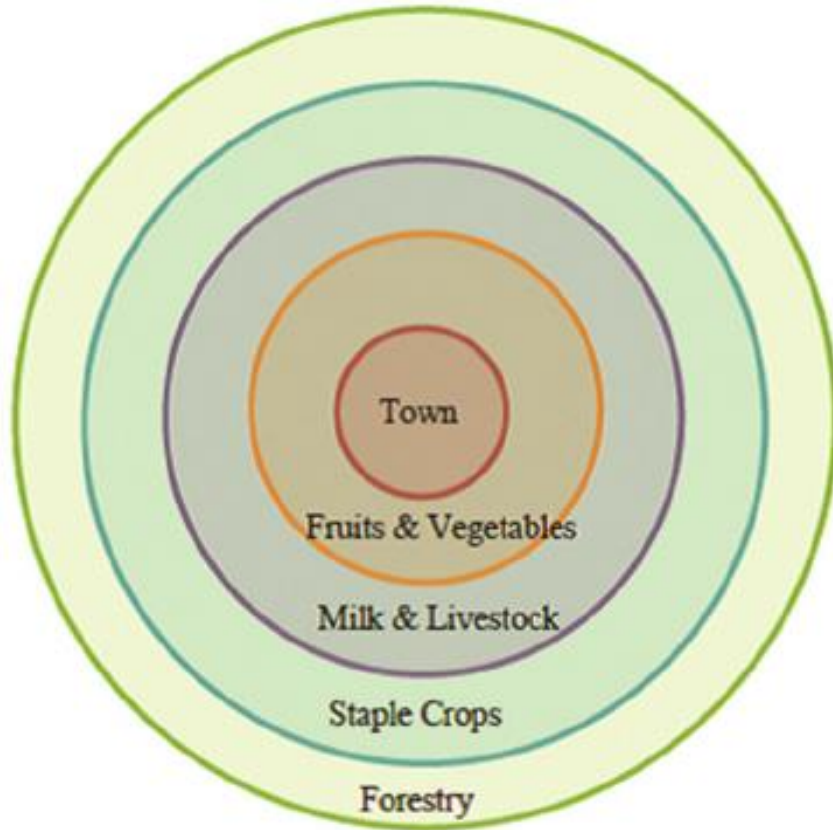 Town
Fruits & Vegetables
Milk & Livestock
Staple Crops
Forestry